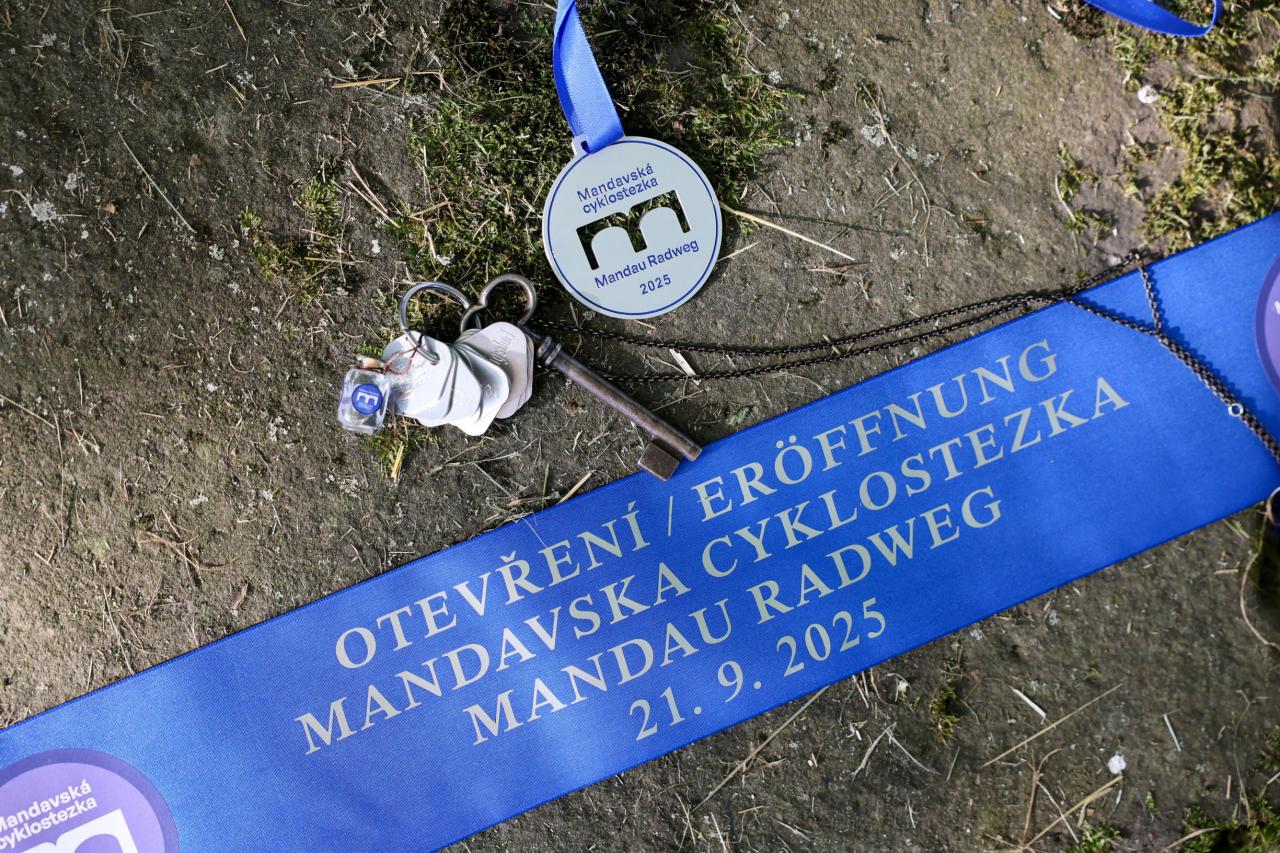 Mandavská
cyklostezka
Mandau Radweg
2025
OTEVŘENÍ / ERÖFFNUNG
MANDAVSKA CYKLOSTEZKA
MANDAU RADWEG
21. 9. 2025
Mandavská
cyklostezka